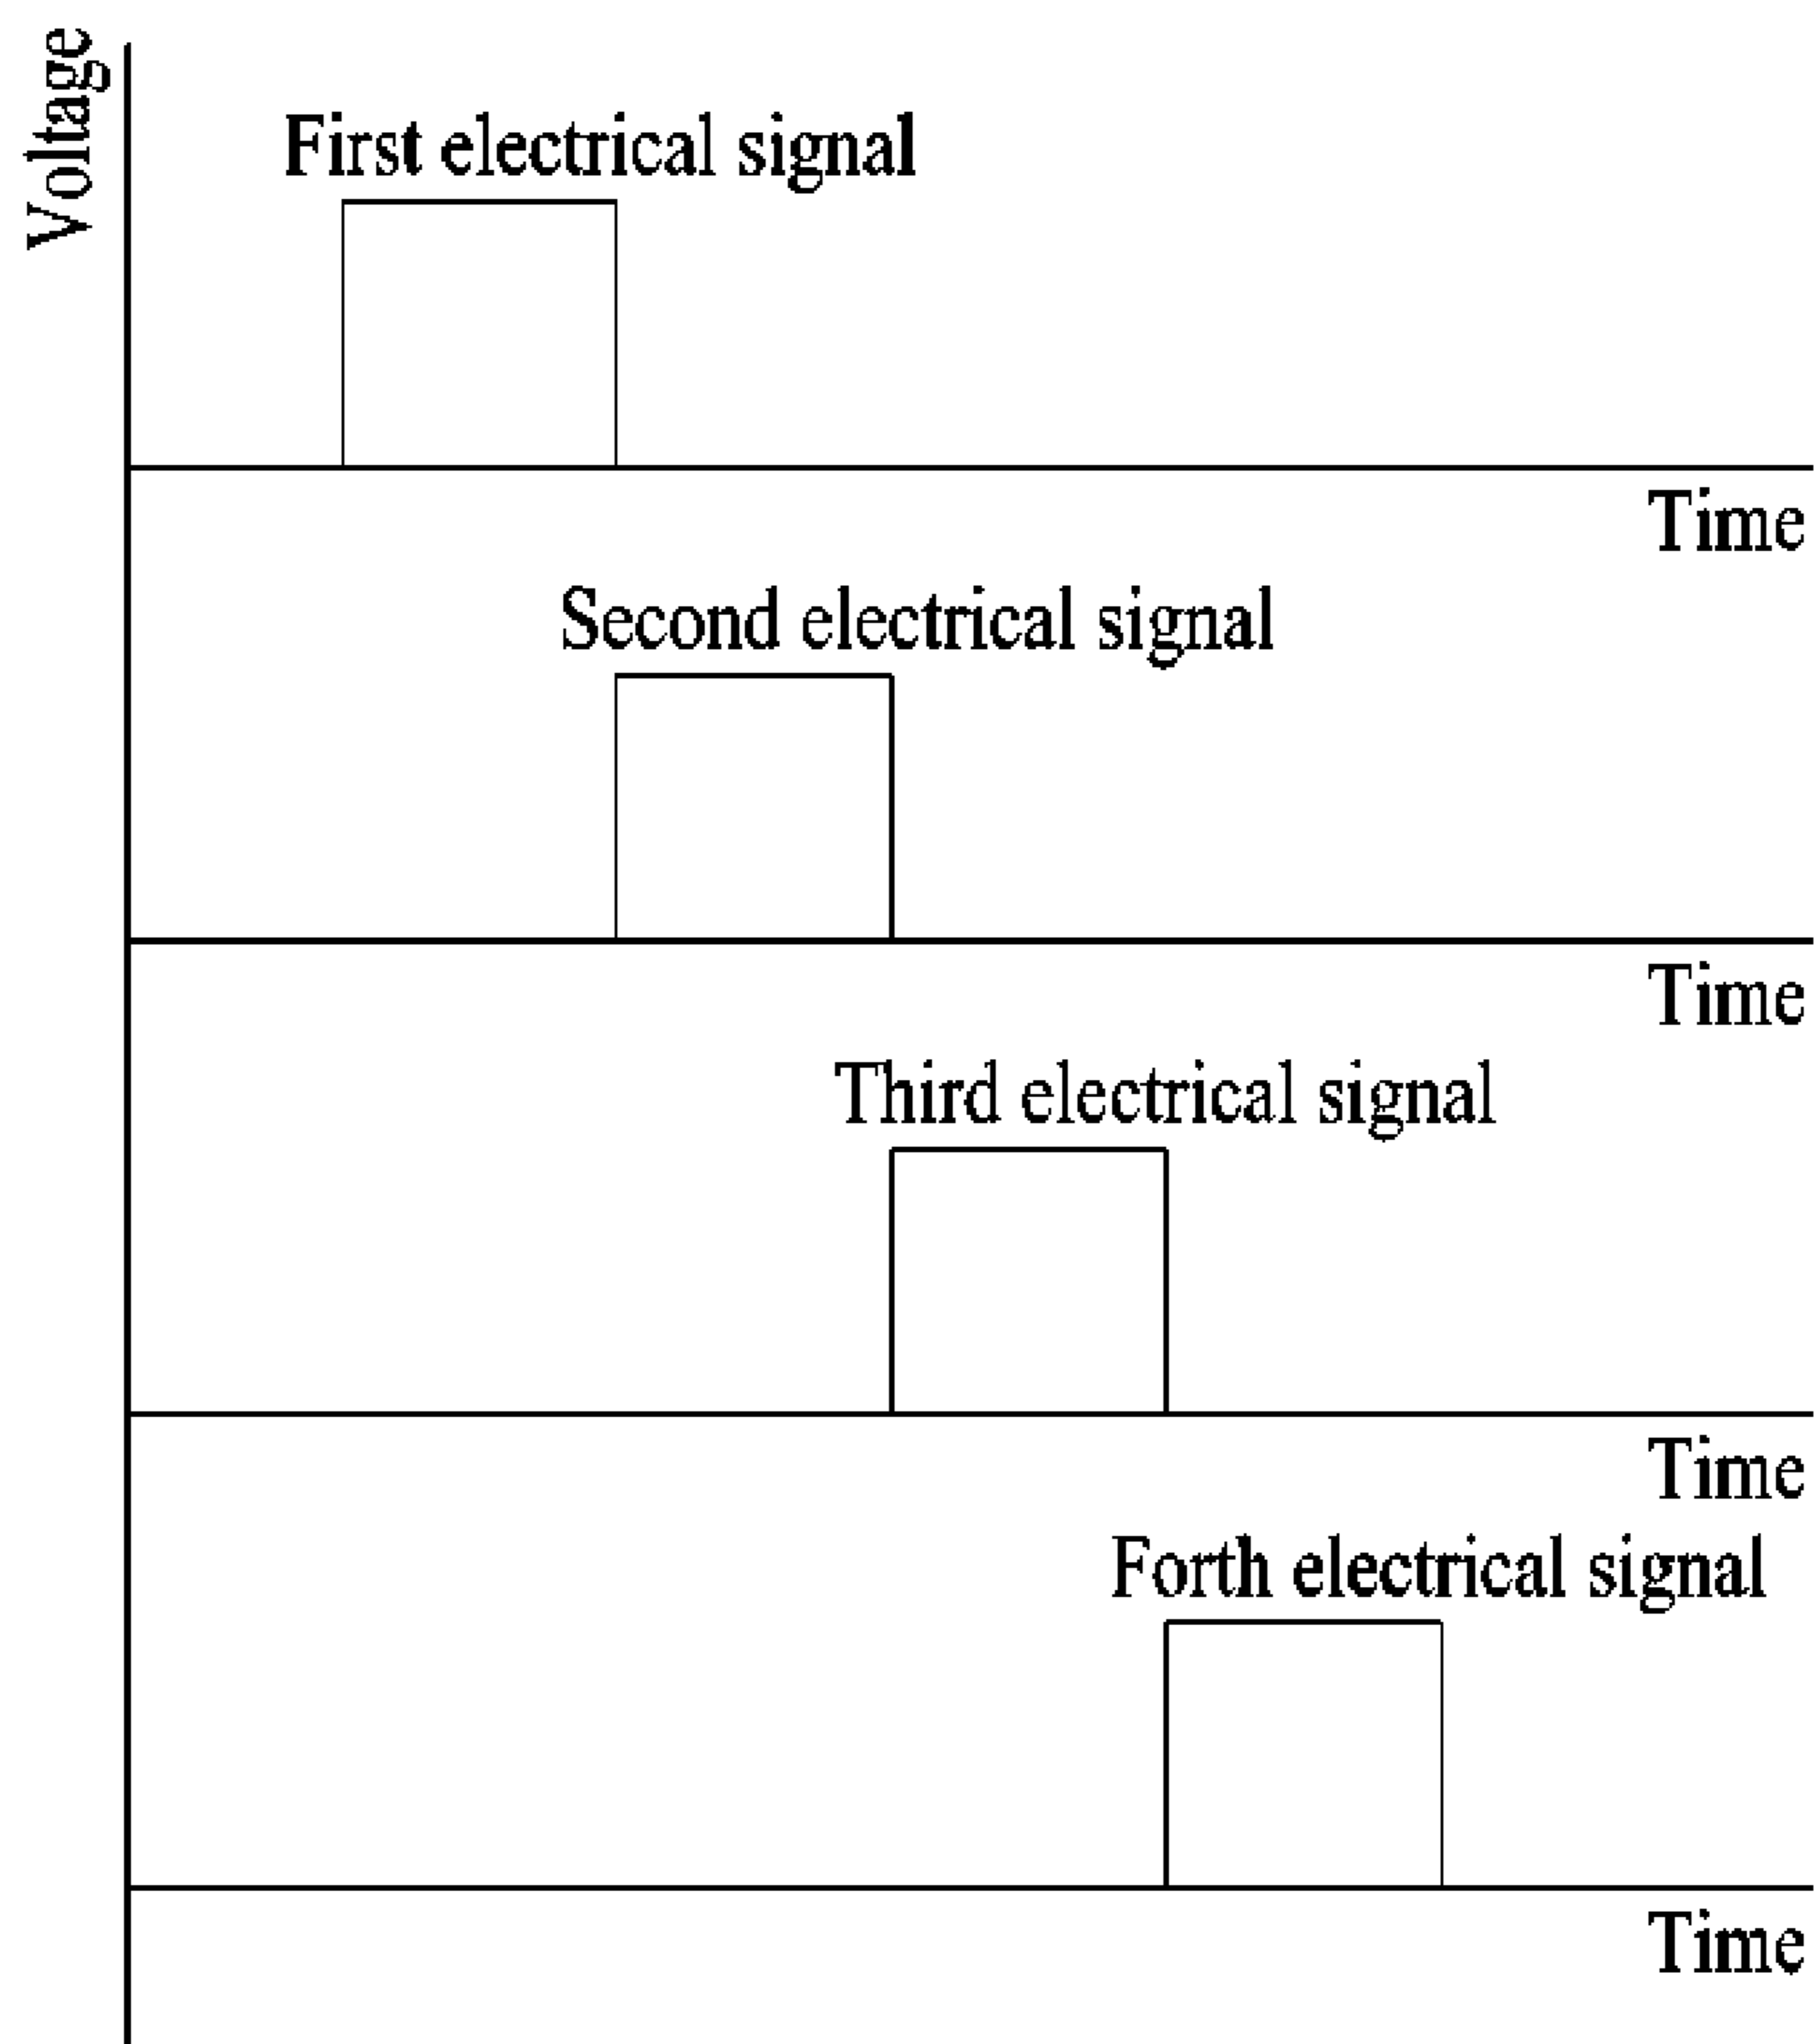 Voltage
First electrical signal
Time
Second electrical signal
Time
Third electrical signal
Time
Forth electrical signal
Time